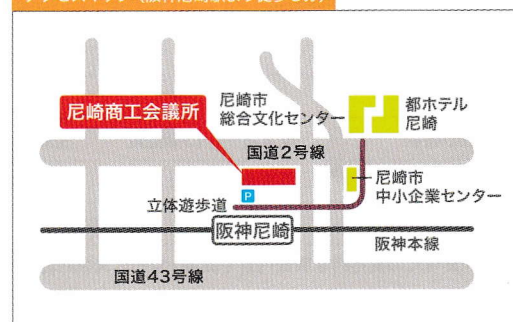 尼崎商工会議所
尼崎市
総合文化センター
都ホテル
尼崎
国道2号線
P
尼崎市
中小企業センター
立体遊歩道
阪神尼崎
阪神本線
国道43号線